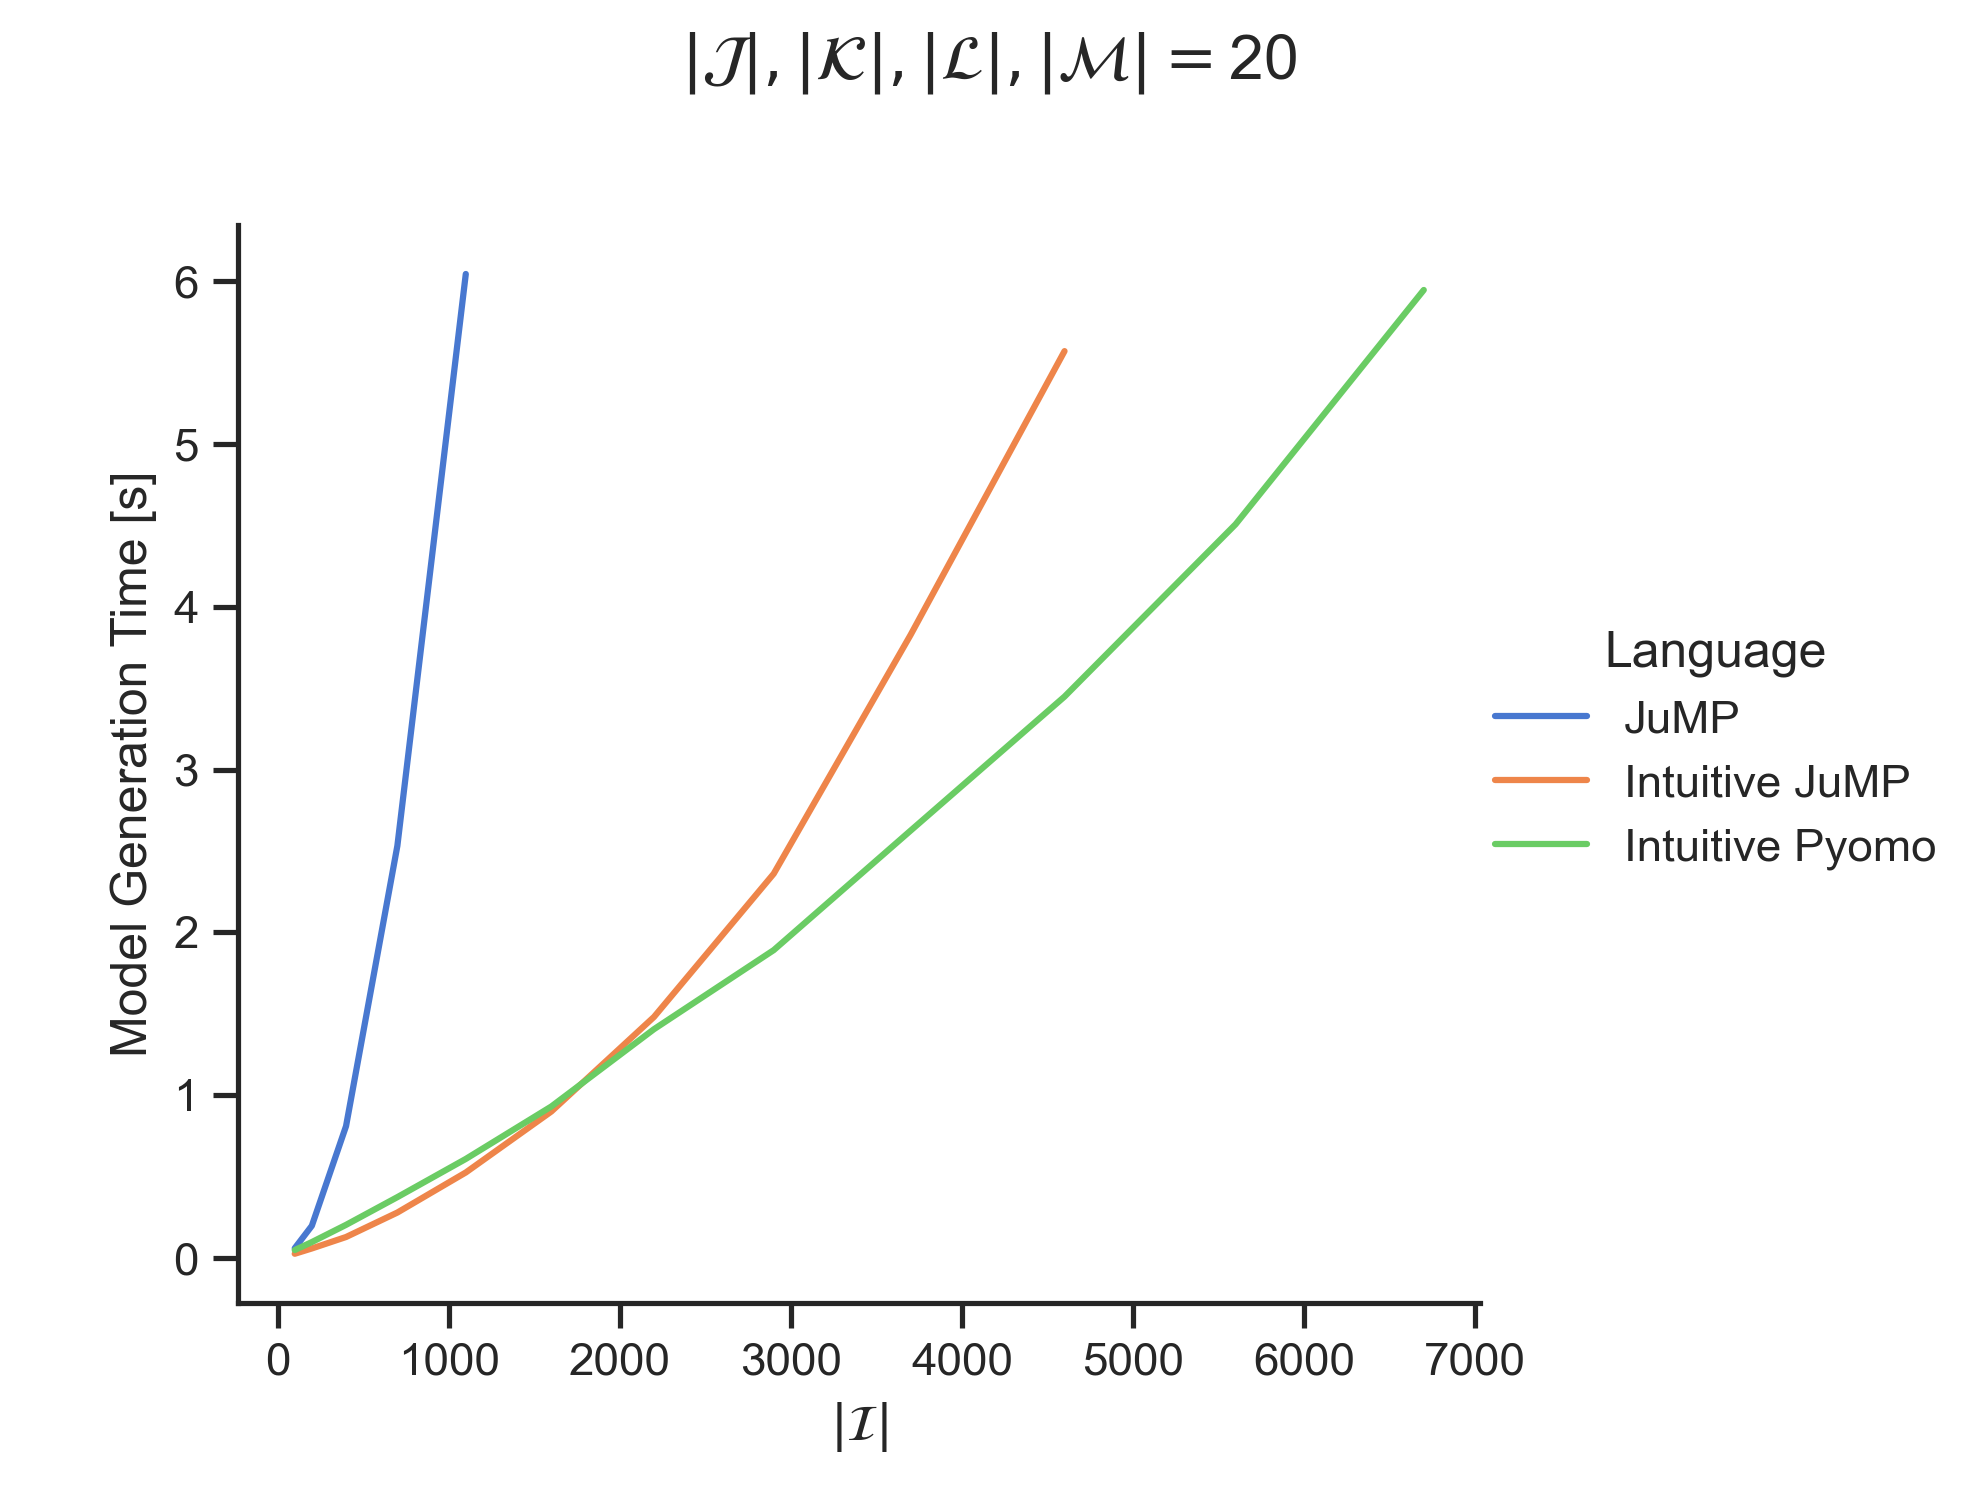 |𝒥|, |𝒦|, |ℒ|, |ℳ| = 20
Model Generation Time [s]
6
5
4
3
2
1
0
0 1000 2000 3000 4000 5000 6000 7000
|ℐ|
Language
JuMP
Intuitive JuMP
Intuitive Pyomo